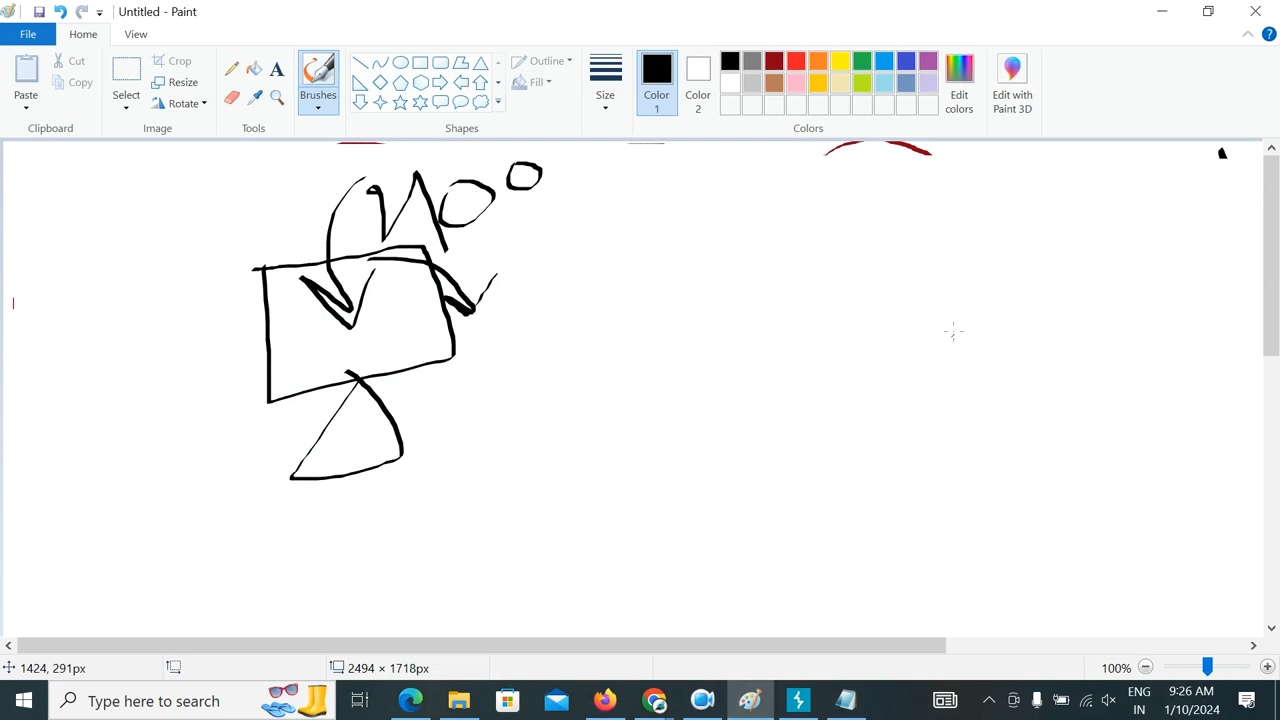 Untitled - Paint
File Home View
Cut
Copy
Paste
Crop
Resize
Rotate
Select
Brushes
Outline
Fill
Size
Color 1
Color 2
Edit colors
Edit with Paint 3D
Clipboard Image Tools Shapes Colors
1424, 291px 2494 × 1718px 100%
Type here to search
ENG IN
9:26 AM
1/10/2024